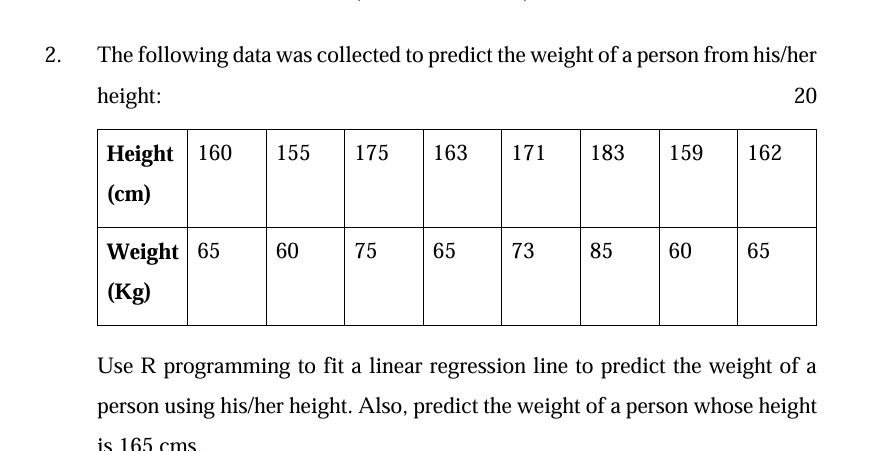 2. The following data was collected to predict the weight of a person from his/her
height: 20
Height (cm) 160 155 175 163 171 183 159 162
Weight (Kg) 65 60 75 65 73 85 60 65
Use R programming to fit a linear regression line to predict the weight of a
person using his/her height. Also, predict the weight of a person whose height
is 165 cms.